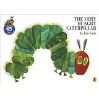 THE VERY
HUNGRY
CATERPILLAR
by Eric Carle